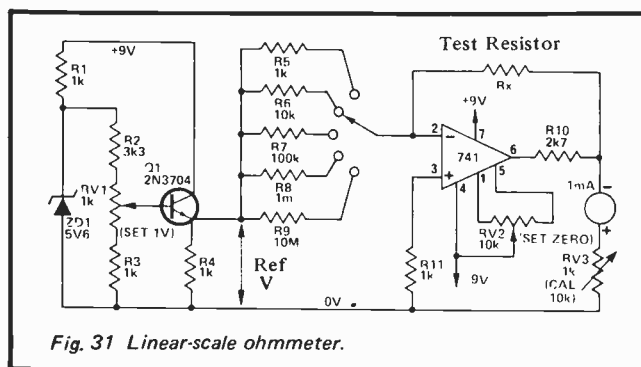 +9V
R1
1k
R2
3k3
RV1
1k
(SET 1V)
R3
1k
ZD1
5V6
Q1
2N3704
R4
1k
Ref
V
0V
R5
1k
R6
10k
R7
100k
R8
1m
R9
10M
Test Resistor
Rx
+9V
2
7
741
6
3
4
1
5
R10
2k7
RV2
10k
'SET ZERO)
R11
1k
9V
1mA
RV3
1k
(CAL
10k)
Fig. 31 Linear-scale ohmmeter.